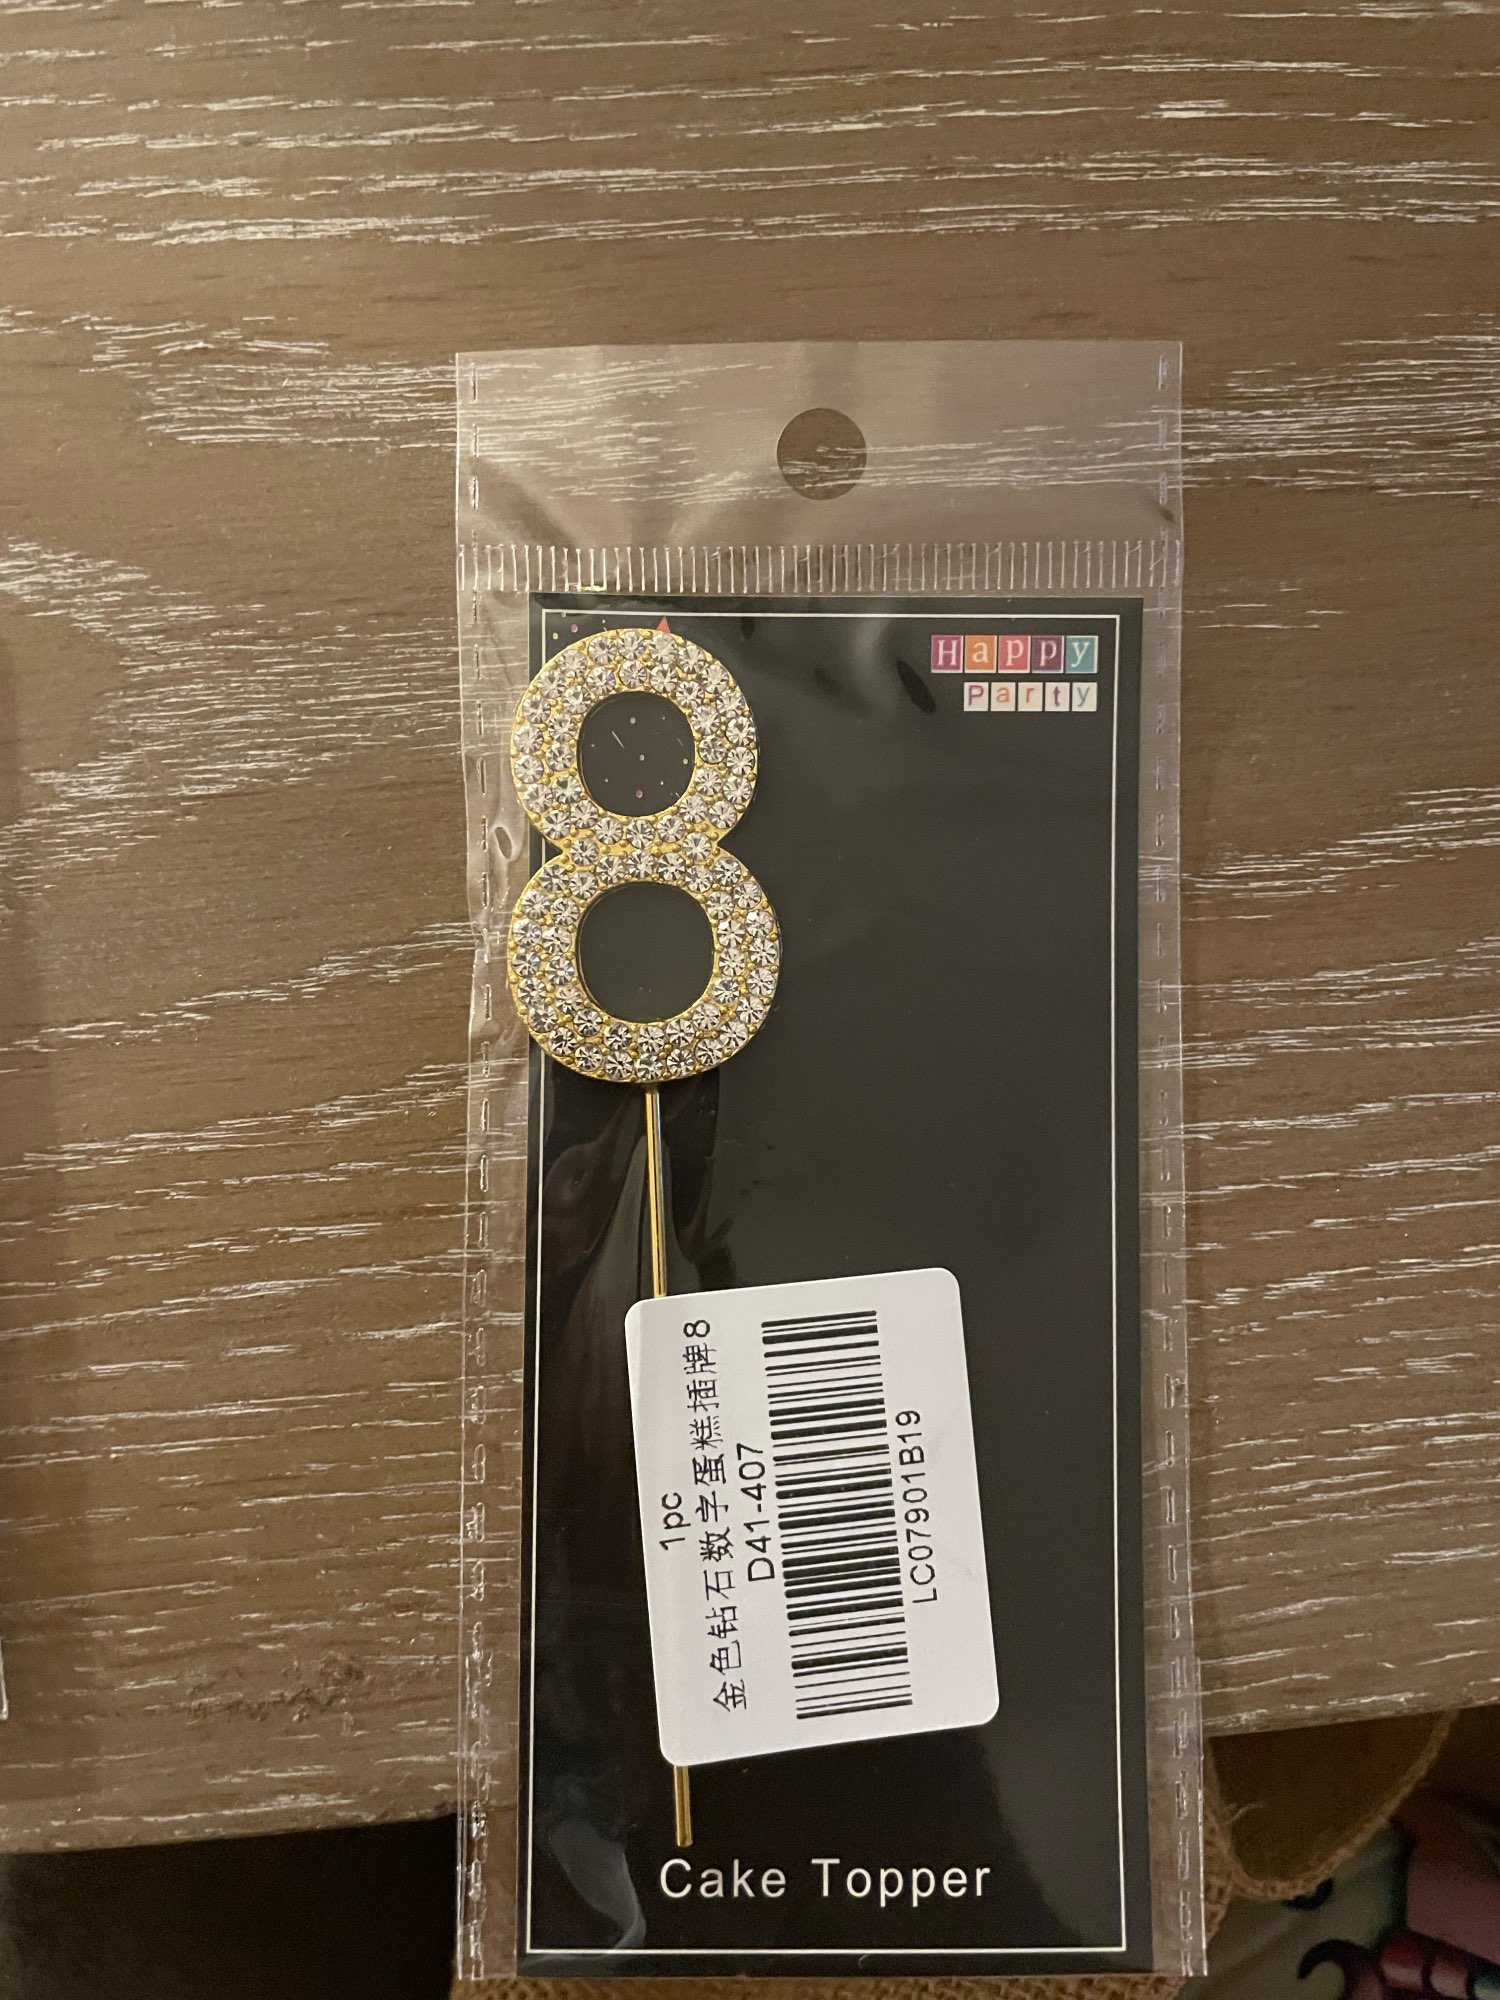 Happy
Party
8
1pc
金色钻石数字蛋糕插牌8
D41-407
LC07901B19
Cake Topper